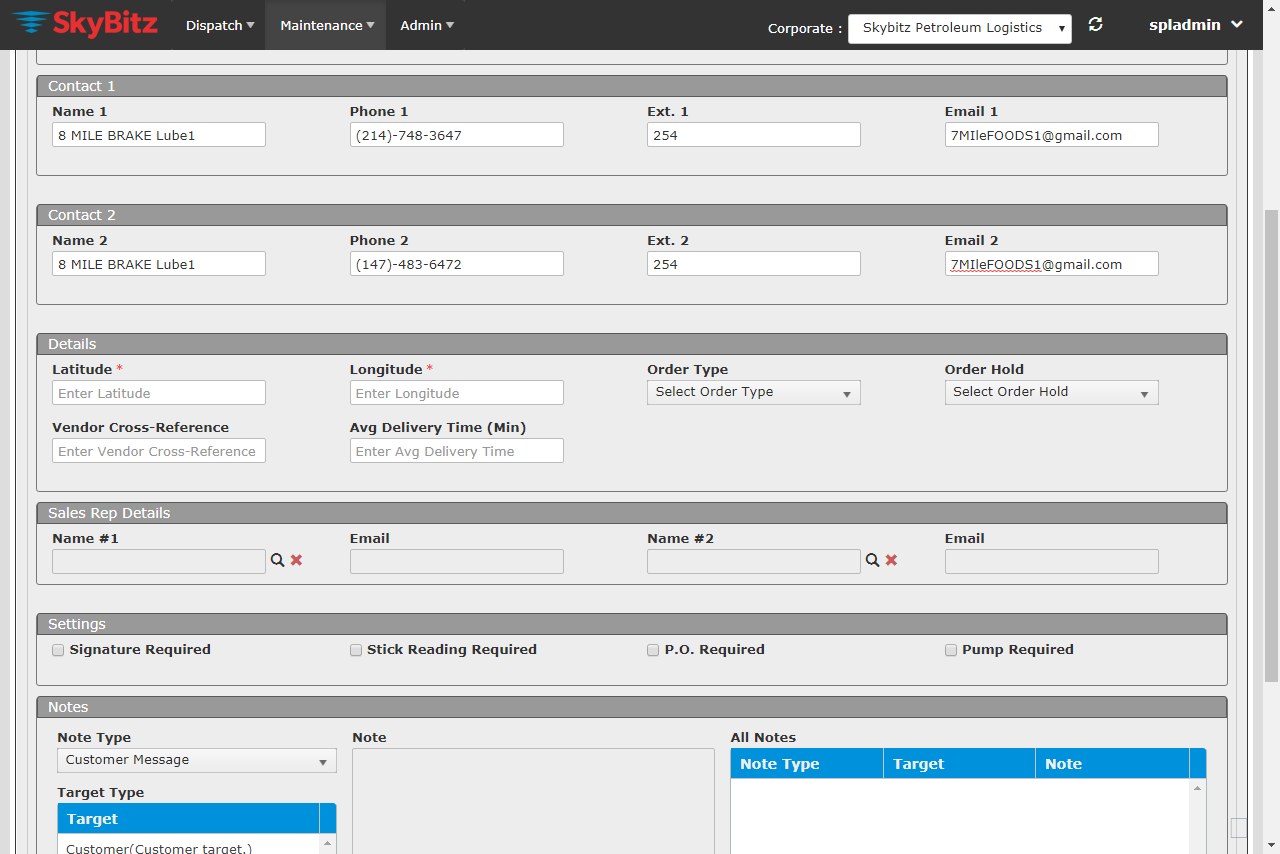 SkyBitz Dispatch Maintenance Admin Corporate : Skybitz Petroleum Logistics spladmin
Contact 1
Name 1 Phone 1 Ext. 1 Email 1
8 MILE BRAKE Lube1 (214)-748-3647 254 7MIleFOODS1@gmail.com
Contact 2
Name 2 Phone 2 Ext. 2 Email 2
8 MILE BRAKE Lube1 (147)-483-6472 254 7MIleFOODS1@gmail.com
Details
Latitude * Longitude * Order Type Order Hold
Enter Latitude Enter Longitude Select Order Type Select Order Hold
Vendor Cross-Reference Avg Delivery Time (Min)
Enter Vendor Cross-Reference Enter Avg Delivery Time
Sales Rep Details
Name #1 Email Name #2 Email
Settings
Signature Required Stick Reading Required P.O. Required Pump Required
Notes
Note Type Note All Notes
Customer Message Note Type Target Note
Target Type
Target
Customer(Customer target.)